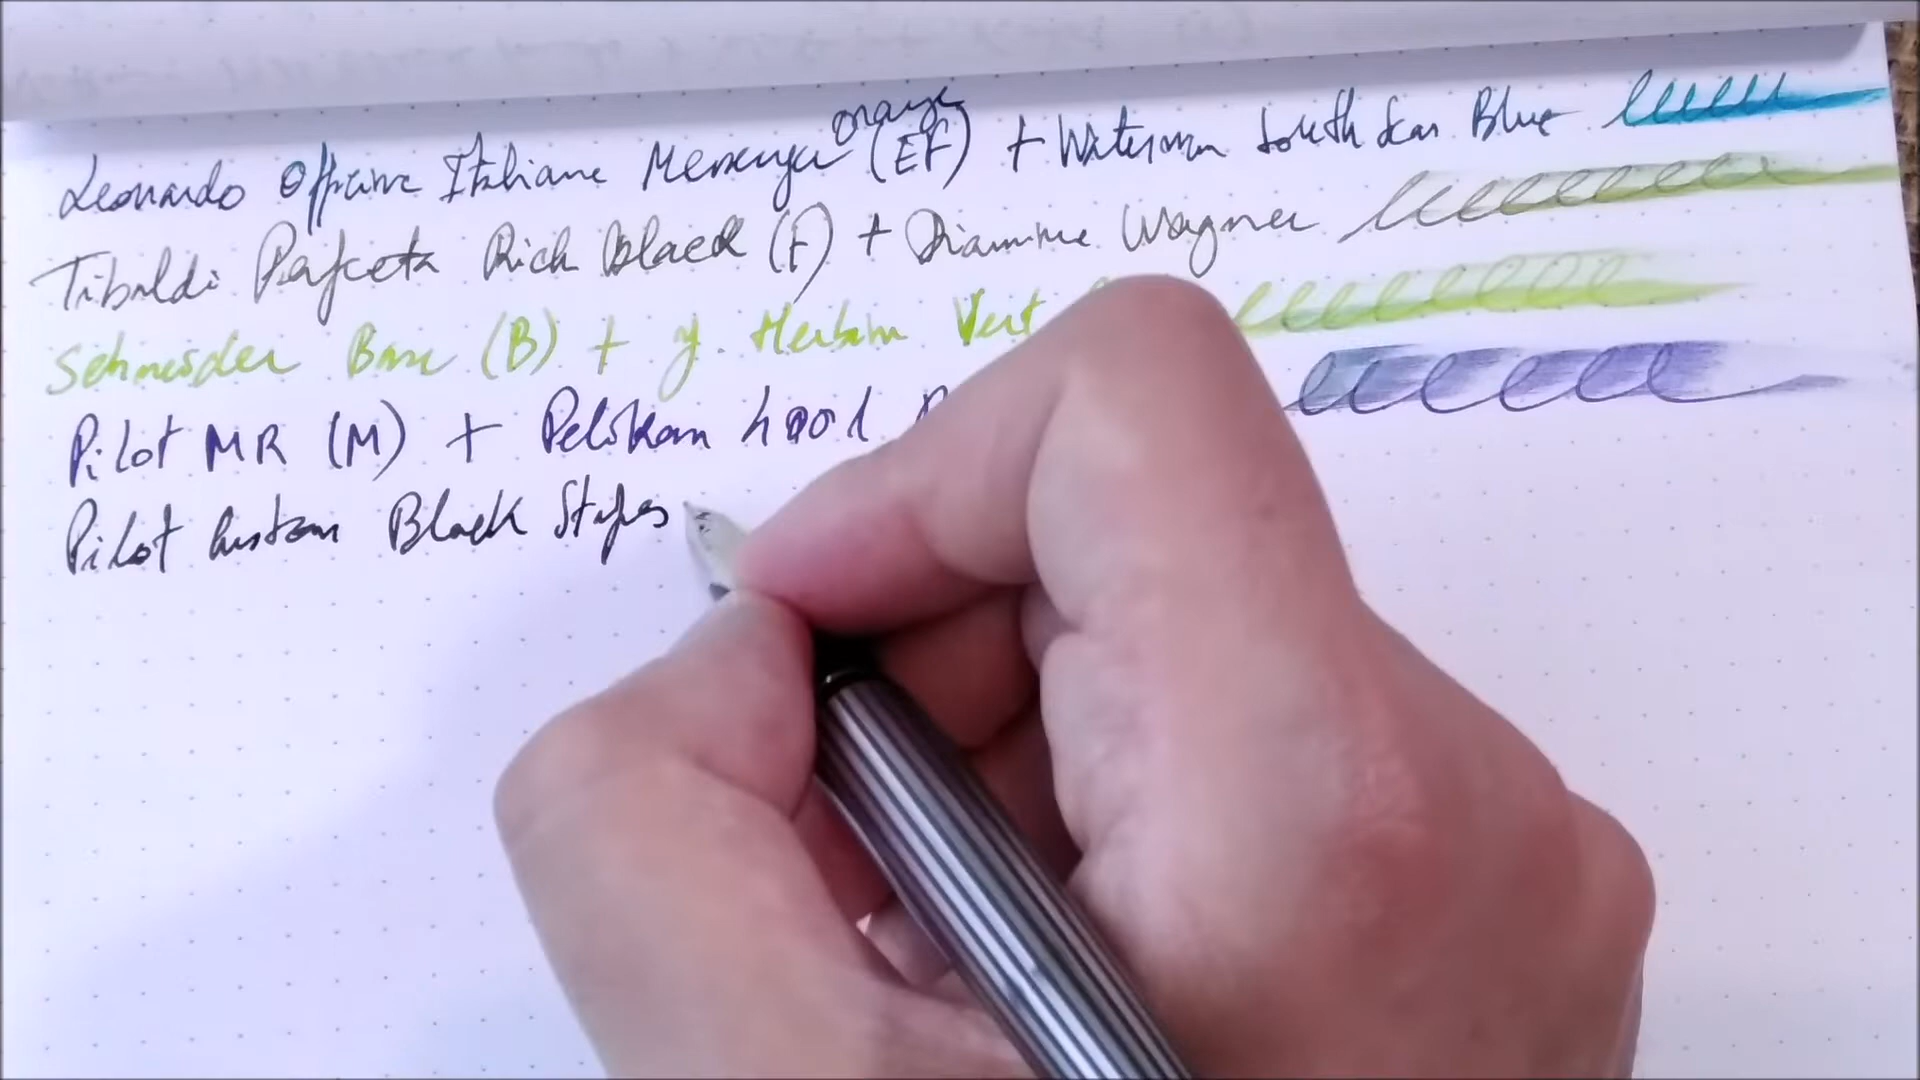 orange
Leonardo Officina Italiana Messenger (EF) + Waterman South Seas Blue
Tibaldi Perfecta Rich Black (F) + Diamine Wagner
Schneider Base (B) + J. Herbin Vert
Pilot MR (M) + Pelikan 4001
Pilot Custom Black Stripes